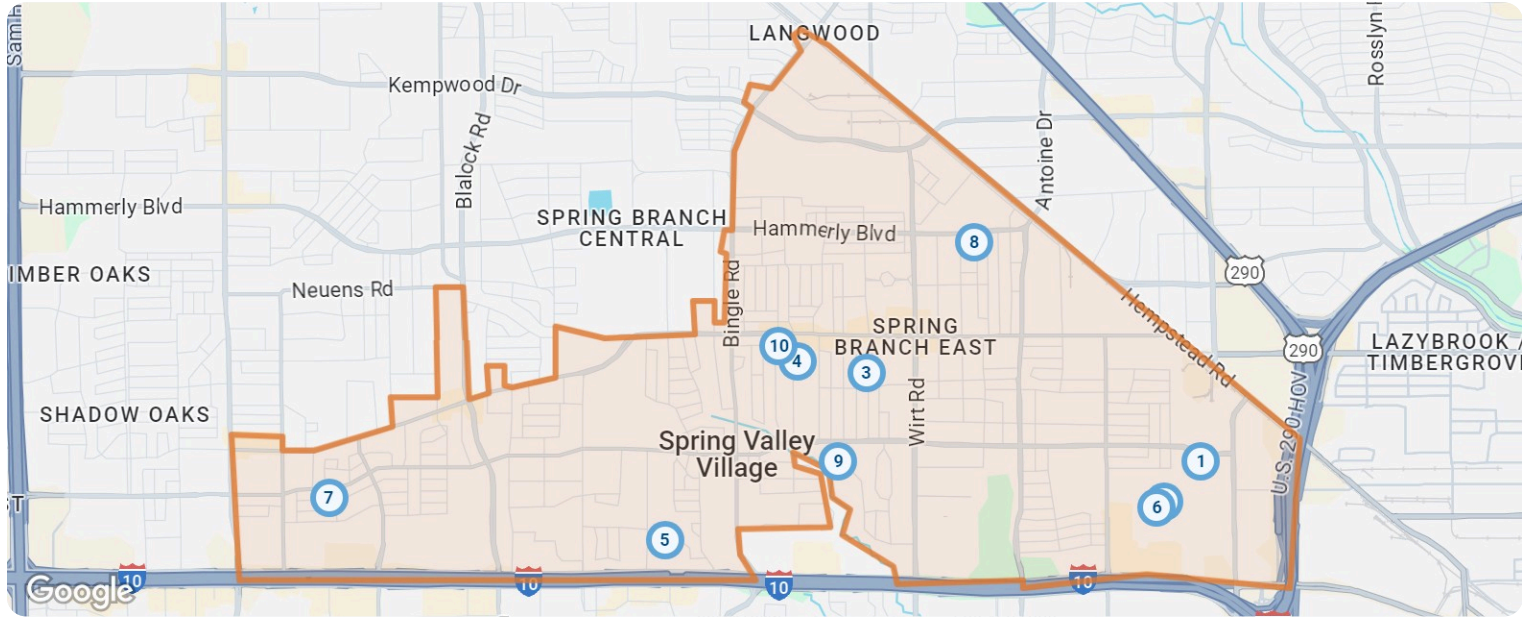 LANGWOOD
Kempwood Dr
Blalock Rd
Antoine Dr
Hammerly Blvd
SPRING BRANCH
CENTRAL
Hammerly Blvd
8
IMBER OAKS
Neuens Rd
Bingle Rd
290
Hempstead Rd
SPRING
BRANCH EAST
10
4
3
290
LAZYBROOK /
SHADOW OAKS
Wirt Rd
U.S. 290 HOV
Spring Valley
Village
9
1
7
6
5
10
10
10
10
Google